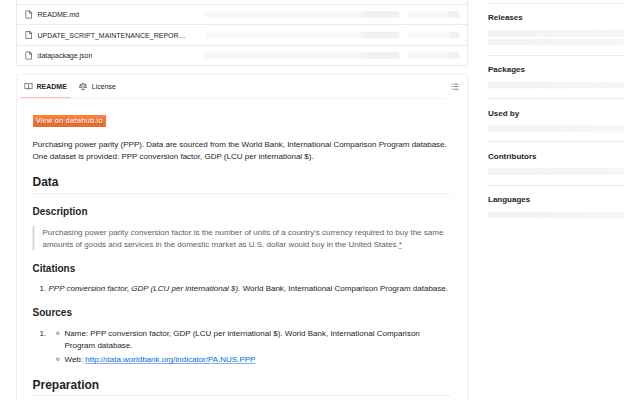 README.md
UPDATE_SCRIPT_MAINTENANCE_REPOR...
datapackage.json
README
License
View on datahub.io
Purchasing power parity (PPP). Data are sourced from the World Bank, International Comparison Program database.
One dataset is provided: PPP conversion factor, GDP (LCU per international $).
Data
Description
Purchasing power parity conversion factor is the number of units of a country's currency required to buy the same
amounts of goods and services in the domestic market as U.S. dollar would buy in the United States.*
Citations
1. PPP conversion factor, GDP (LCU per international $). World Bank, International Comparison Program database.
Sources
1. Name: PPP conversion factor, GDP (LCU per international $). World Bank, International Comparison
Program database.
Web: http://data.worldbank.org/indicator/PA.NUS.PPP
Preparation
Releases
Packages
Used by
Contributors
Languages